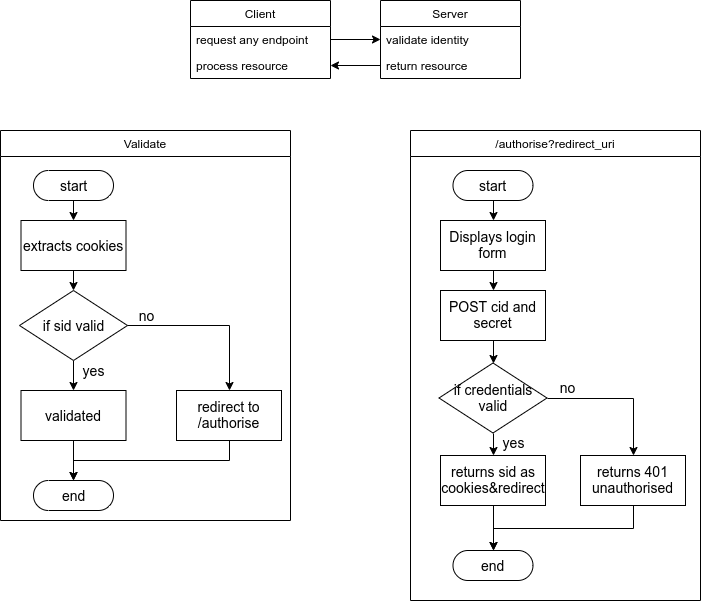 Client
Server
request any endpoint
validate identity
process resource
return resource
Validate
start
extracts cookies
if sid valid
no
yes
validated
redirect to
/authorise
end
/authorise?redirect_uri
start
Displays login
form
POST cid and
secret
if credentials
valid
no
yes
returns sid as
cookies&redirect
returns 401
unauthorised
end